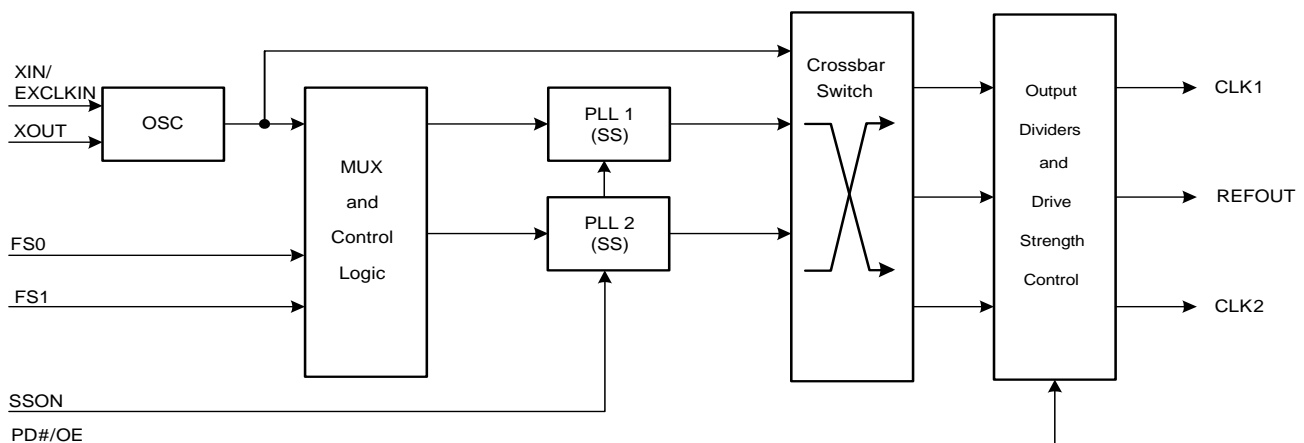 XIN/
EXCLKIN
XOUT
OSC
FS0
FS1
SSON
PD#/OE
MUX
and
Control
Logic
PLL 1
(SS)
PLL 2
(SS)
Crossbar
Switch
Output
Dividers
and
Drive
Strength
Control
CLK1
REFOUT
CLK2